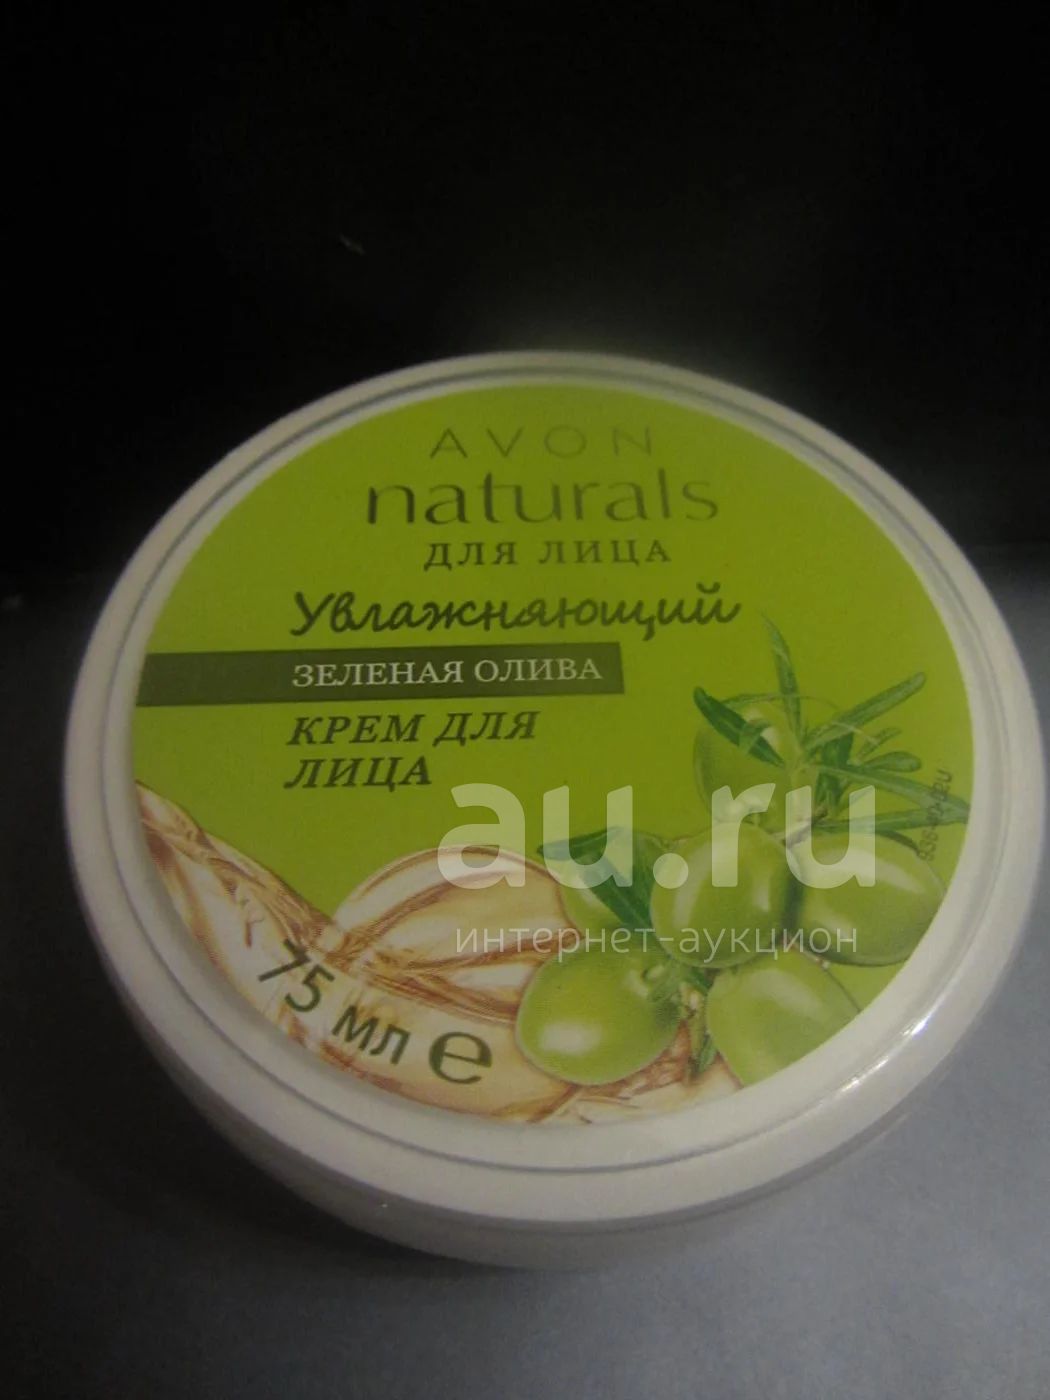 AVON
naturals
ДЛЯ ЛИЦА
Увлажняющий
ЗЕЛЕНАЯ ОЛИВА
КРЕМ ДЛЯ
ЛИЦА
au.ru
интернет-аукцион
75 мл e